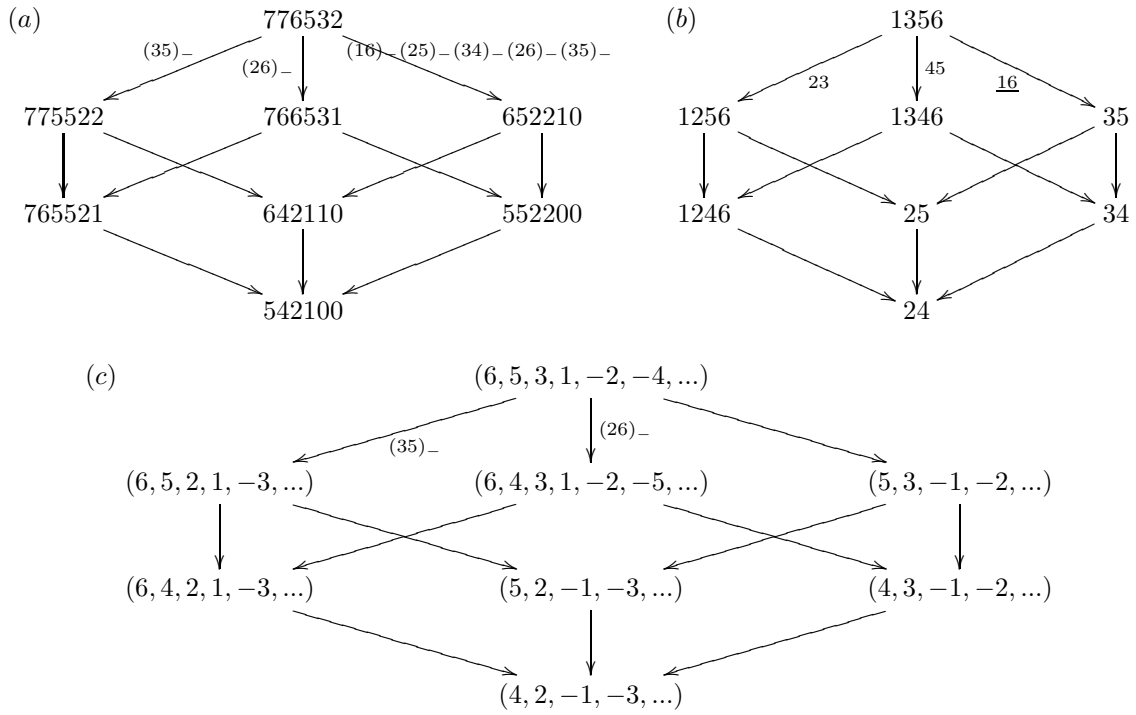 (a) 776532 (b) 1356
(35)₋ (26)₋ (16)₋(25)₋(34)₋(26)₋(35)₋ 23 45 16
775522 766531 652210 1256 1346 35
765521 642110 552200 1246 25 34
542100 24
(c) (6, 5, 3, 1, −2, −4, ...)
(35)₋ (26)₋
(6, 5, 2, 1, −3, ...) (6, 4, 3, 1, −2, −5, ...) (5, 3, −1, −2, ...)
(6, 4, 2, 1, −3, ...) (5, 2, −1, −3, ...) (4, 3, −1, −2, ...)
(4, 2, −1, −3, ...)